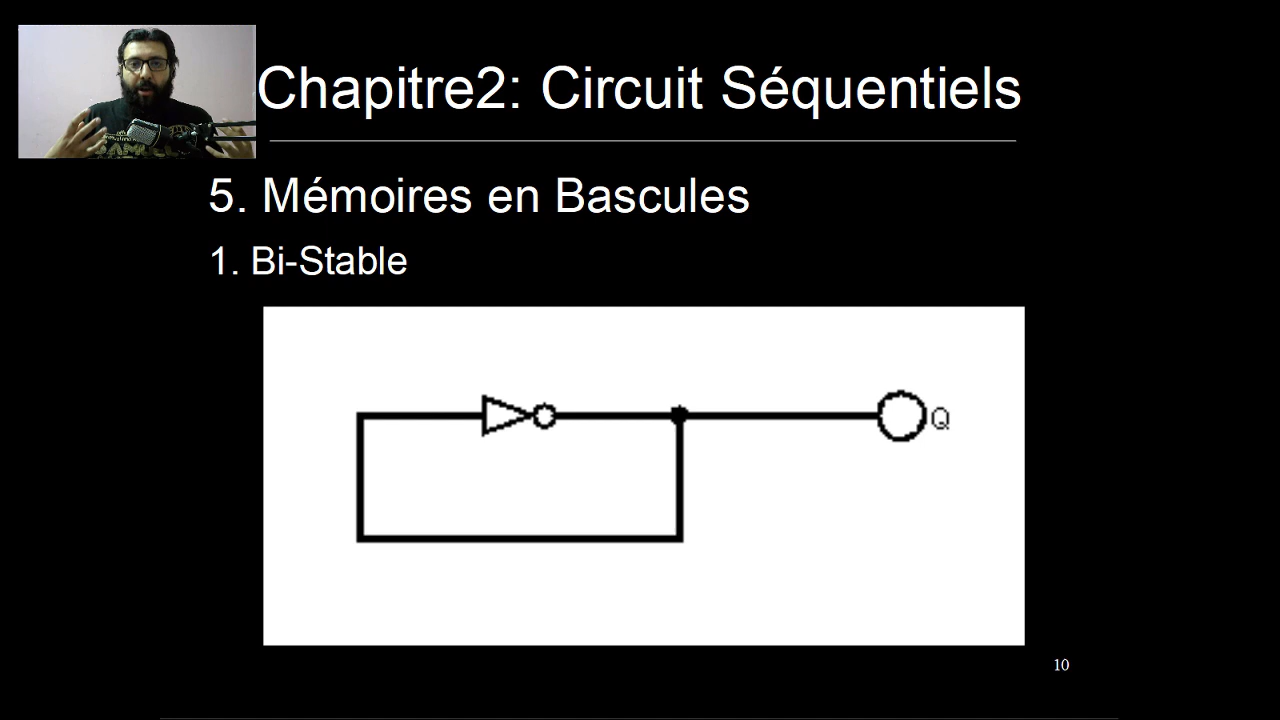 Chapitre2: Circuit Séquentiels
5. Mémoires en Bascules
1. Bi-Stable
Q
10